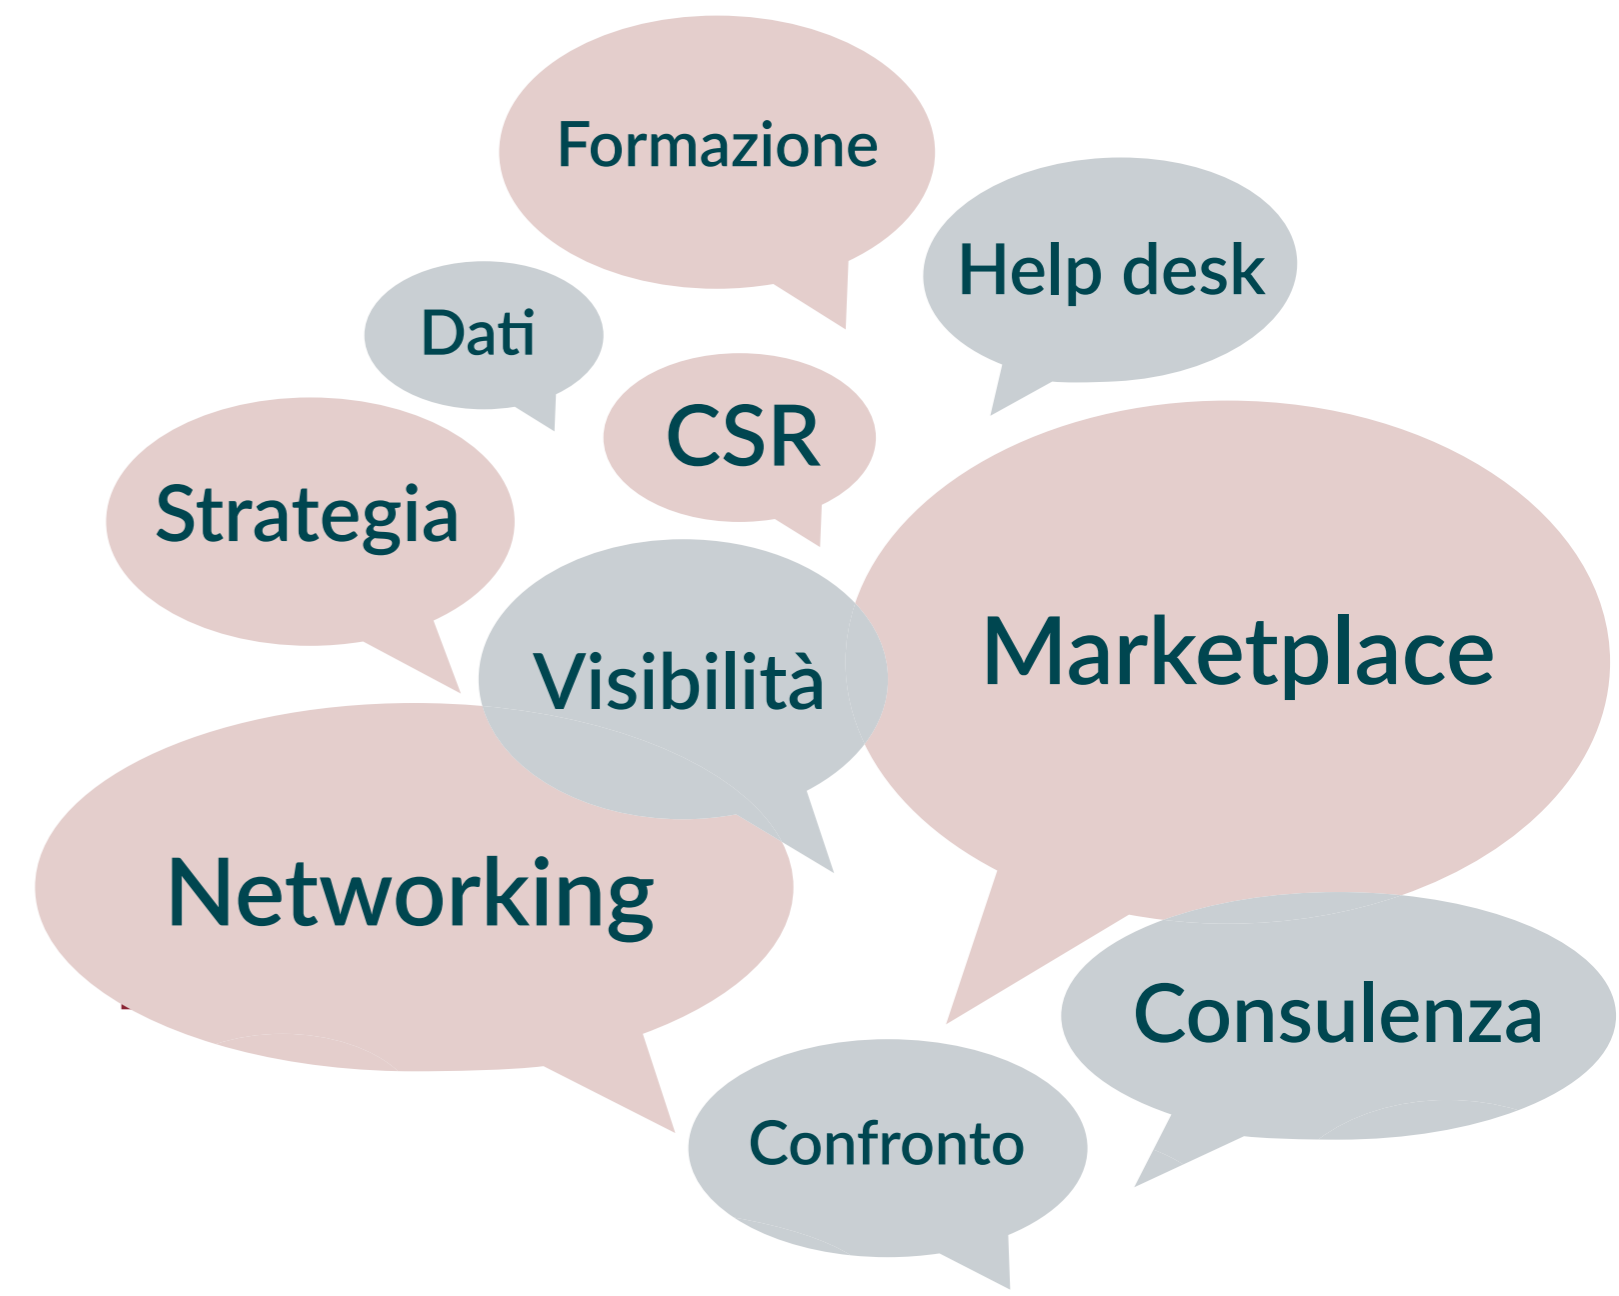 Formazione
Help desk
Dati
CSR
Strategia
Visibilità
Marketplace
Networking
Consulenza
Confronto